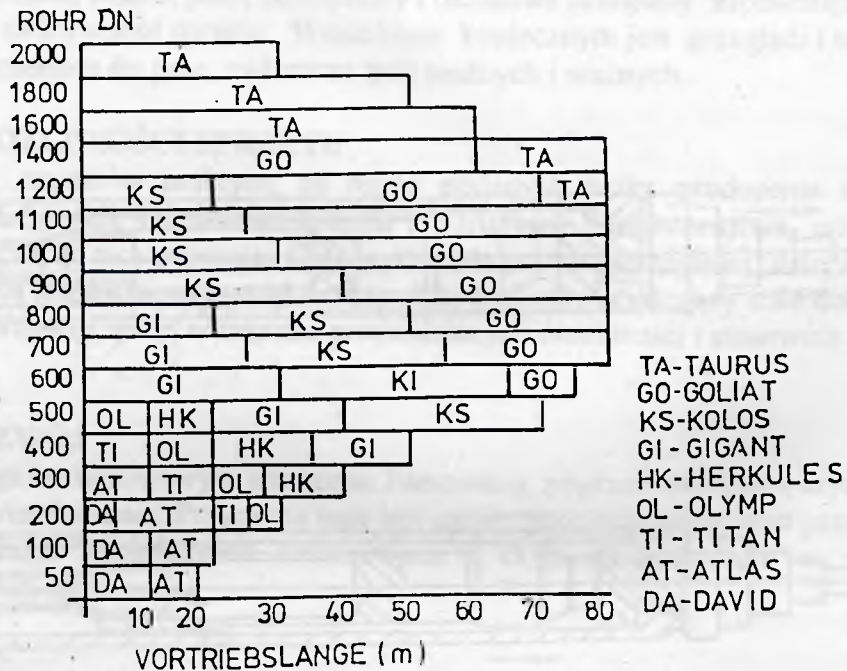 ROHR DN
2000 TA
1800 TA
1600 TA
1400 GO TA
1200 KS GO TA
1100 KS GO
1000 KS GO
900 KS GO
800 GI KS GO
700 GI KS GO
600 GI KI GO
500 OL HK GI KS
400 TI OL HK GI
300 AT TI OL HK
200 DA AT TI OL
100 DA AT
50 DA AT
10 20 30 40 50 60 70 80
VORTRIEBSLANGE (m)
TA-TAURUS
GO-GOLIAT
KS-KOLOS
GI-GIGANT
HK-HERKULES
OL-OLYMP
TI-TITAN
AT-ATLAS
DA-DAVID